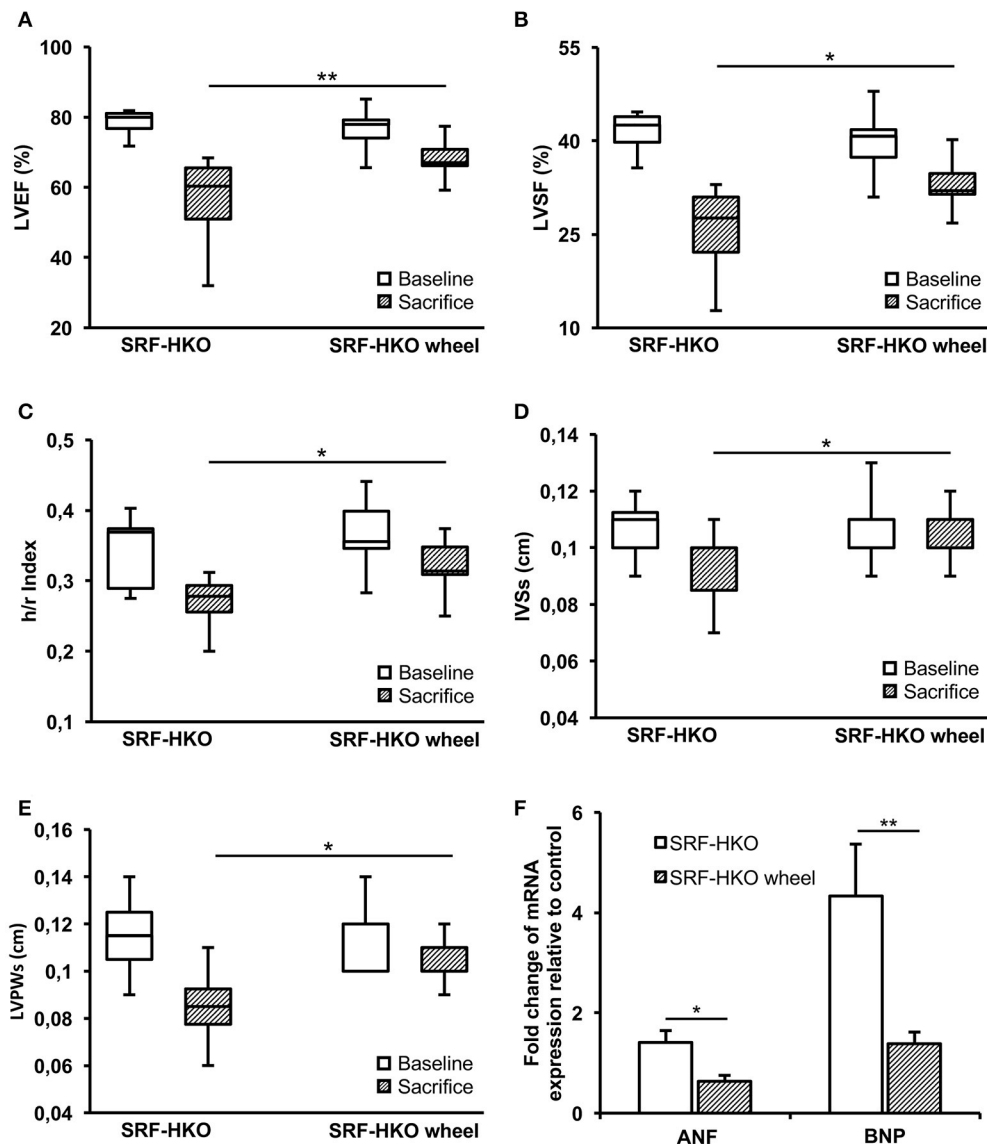 A
LVEF (%)
100
80
60
40
20
**
Baseline
Sacrifice
SRF-HKO
SRF-HKO wheel
B
LVSF (%)
55
40
25
10
*
Baseline
Sacrifice
SRF-HKO
SRF-HKO wheel
C
h/r Index
0,5
0,4
0,3
0,2
0,1
*
Baseline
Sacrifice
SRF-HKO
SRF-HKO wheel
D
IVSs (cm)
0,14
0,12
0,1
0,08
0,06
0,04
*
Baseline
Sacrifice
SRF-HKO
SRF-HKO wheel
E
LVPWs (cm)
0,16
0,14
0,12
0,1
0,08
0,06
0,04
*
Baseline
Sacrifice
SRF-HKO
SRF-HKO wheel
F
Fold change of mRNA
expression relative to control
6
4
2
0
SRF-HKO
SRF-HKO wheel
*
**
ANF
BNP